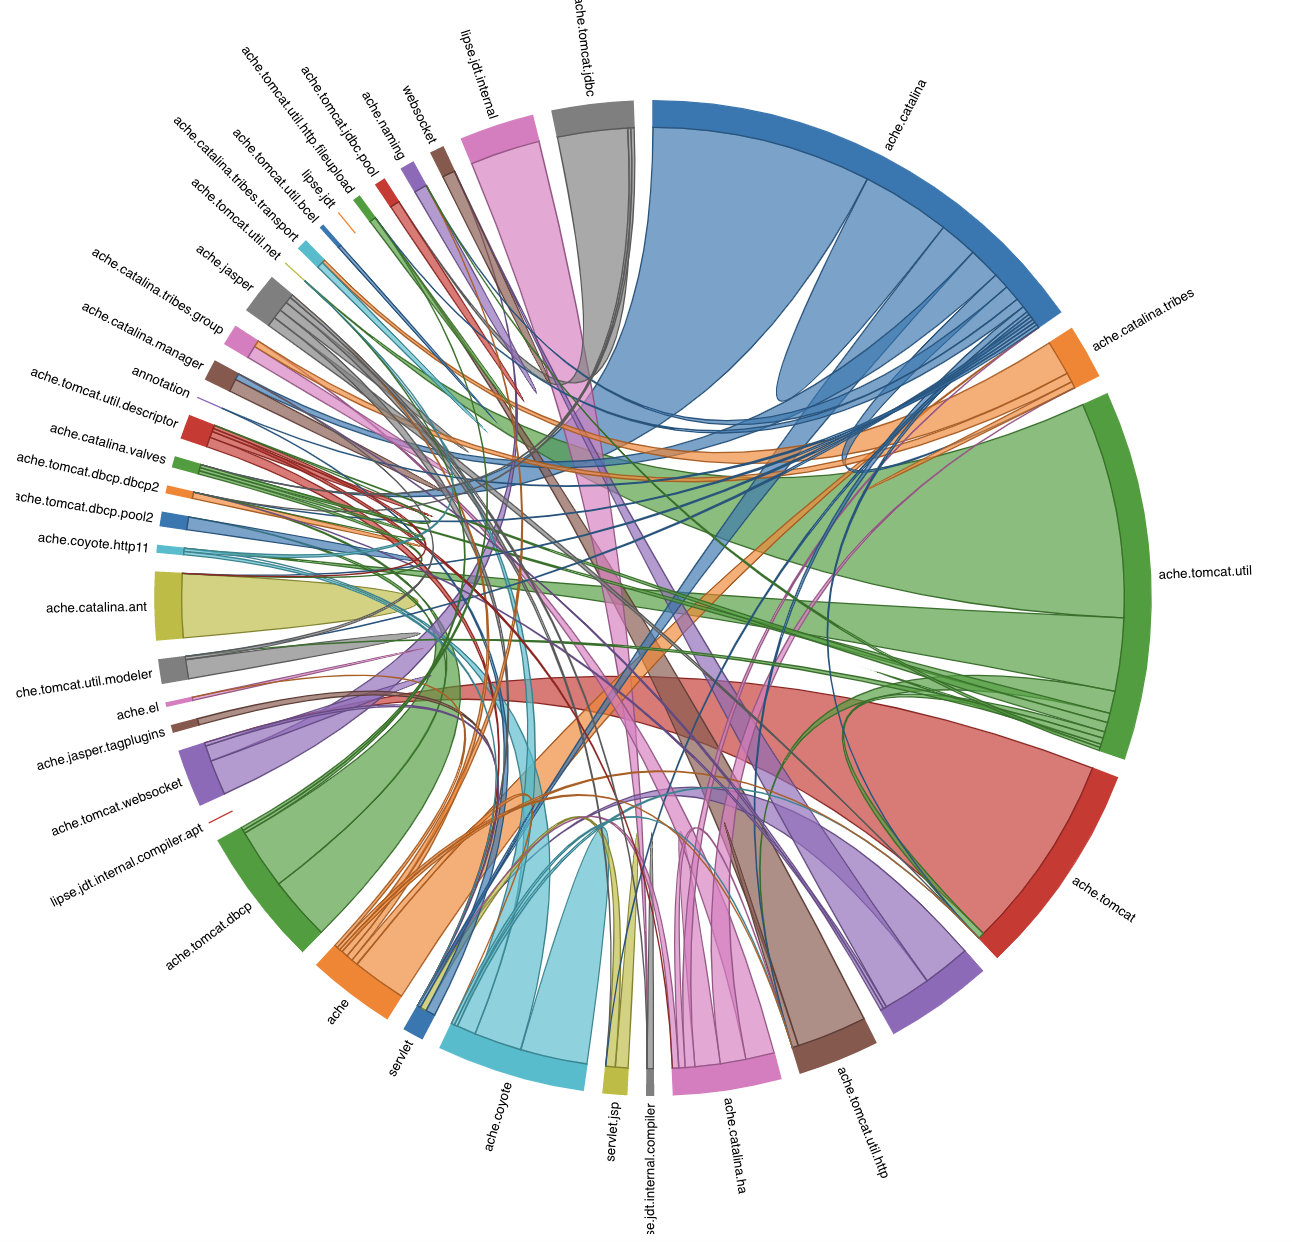 ache.catalina
ache.catalina.tribes
ache.tomcat.util
ache.tomcat
ache.tomcat.util.http
ache.catalina.ha
se.jpt.internal.compiler
servlet.jsp
ache.coyote
servlet
ache
ache.tomcat.dbcp
lipse.jdt.internal.compiler.apt
ache.tomcat.websocket
ache.jasper.tagplugins
ache.el
che.tomcat.util.modeler
ache.catalina.ant
ache.coyote.http11
ache.tomcat.dbcp.pool2
ache.tomcat.dbcp.dbcp2
ache.catalina.valves
ache.tomcat.util.descriptor
annotation
ache.catalina.manager
ache.catalina.tribes.group
ache.jasper
ache.tomcat.util.net
ache.catalina.tribes.transport
ache.tomcat.util.bcel
lipse.jdt
ache.tomcat.util.http.fileupload
ache.tomcat.jdbc.pool
ache.naming
websocket
lipse.jdt.internal
ache.tomcat.jdbc